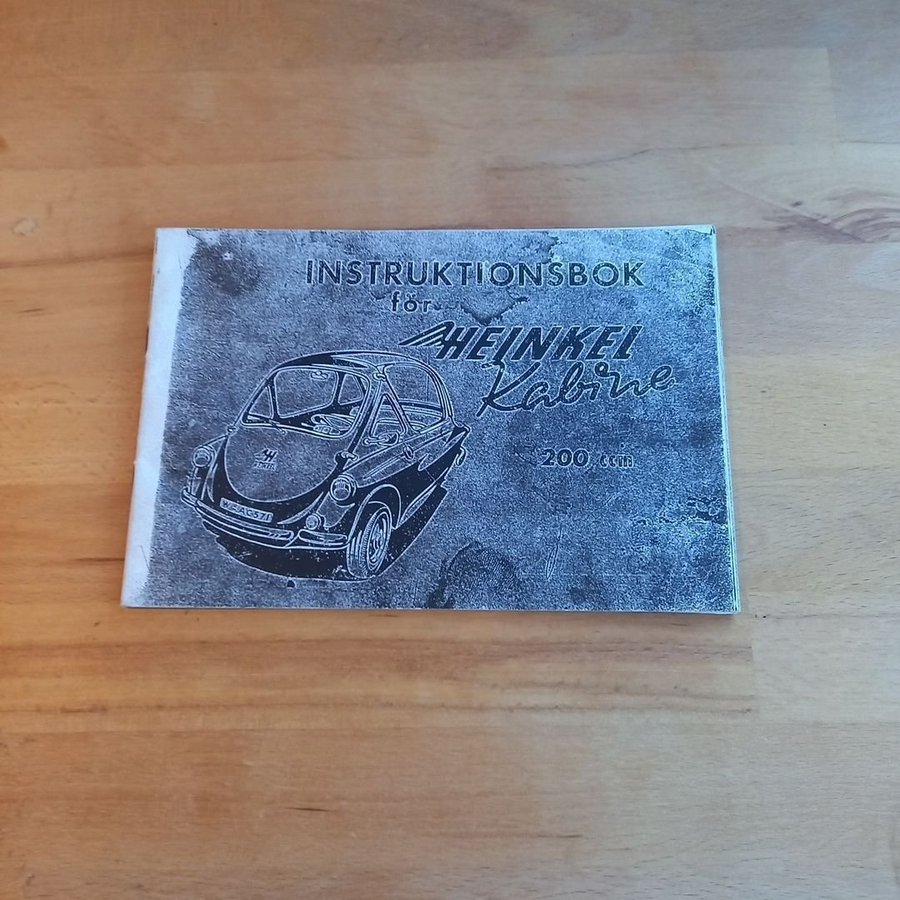 INSTRUKTIONSBOK
för
HEINKEL
Kabine
200 ccm